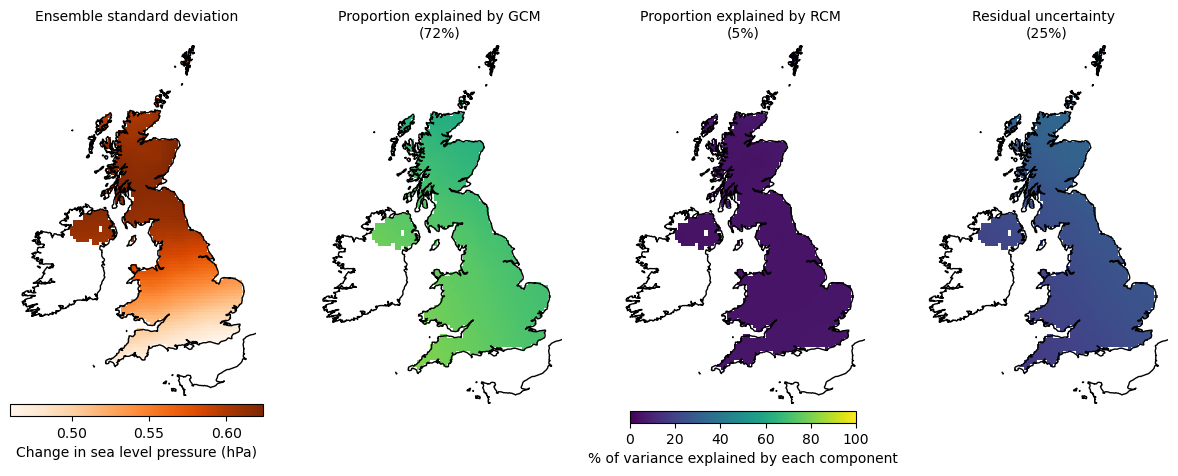 Ensemble standard deviation
Proportion explained by GCM
(72%)
Proportion explained by RCM
(5%)
Residual uncertainty
(25%)
0.50 0.55 0.60
Change in sea level pressure (hPa)
0 20 40 60 80 100
% of variance explained by each component